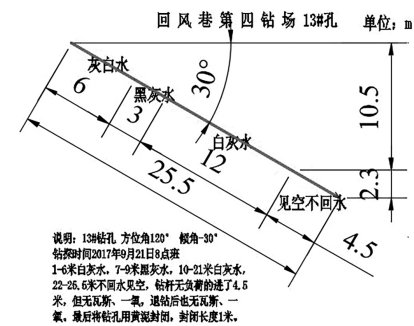 回风巷第四钻场13#孔
单位：m
灰白水
6
黑灰水
3
30°
白灰水
12
10.5
25.5
2.3
见空不回水
4.5
说明：13#钻孔 方位角120° 倾角-30°
钻探时间2017年9月21日8点班
1-6米白灰水，7-9米黑灰水，10-21米白灰水，
22-25.5米不回水见空，钻杆无负荷的进了4.5
米，但无瓦斯、一氧，退钻后也无瓦斯、一
氧。最后将钻孔用黄泥封闭，封闭长度1米。